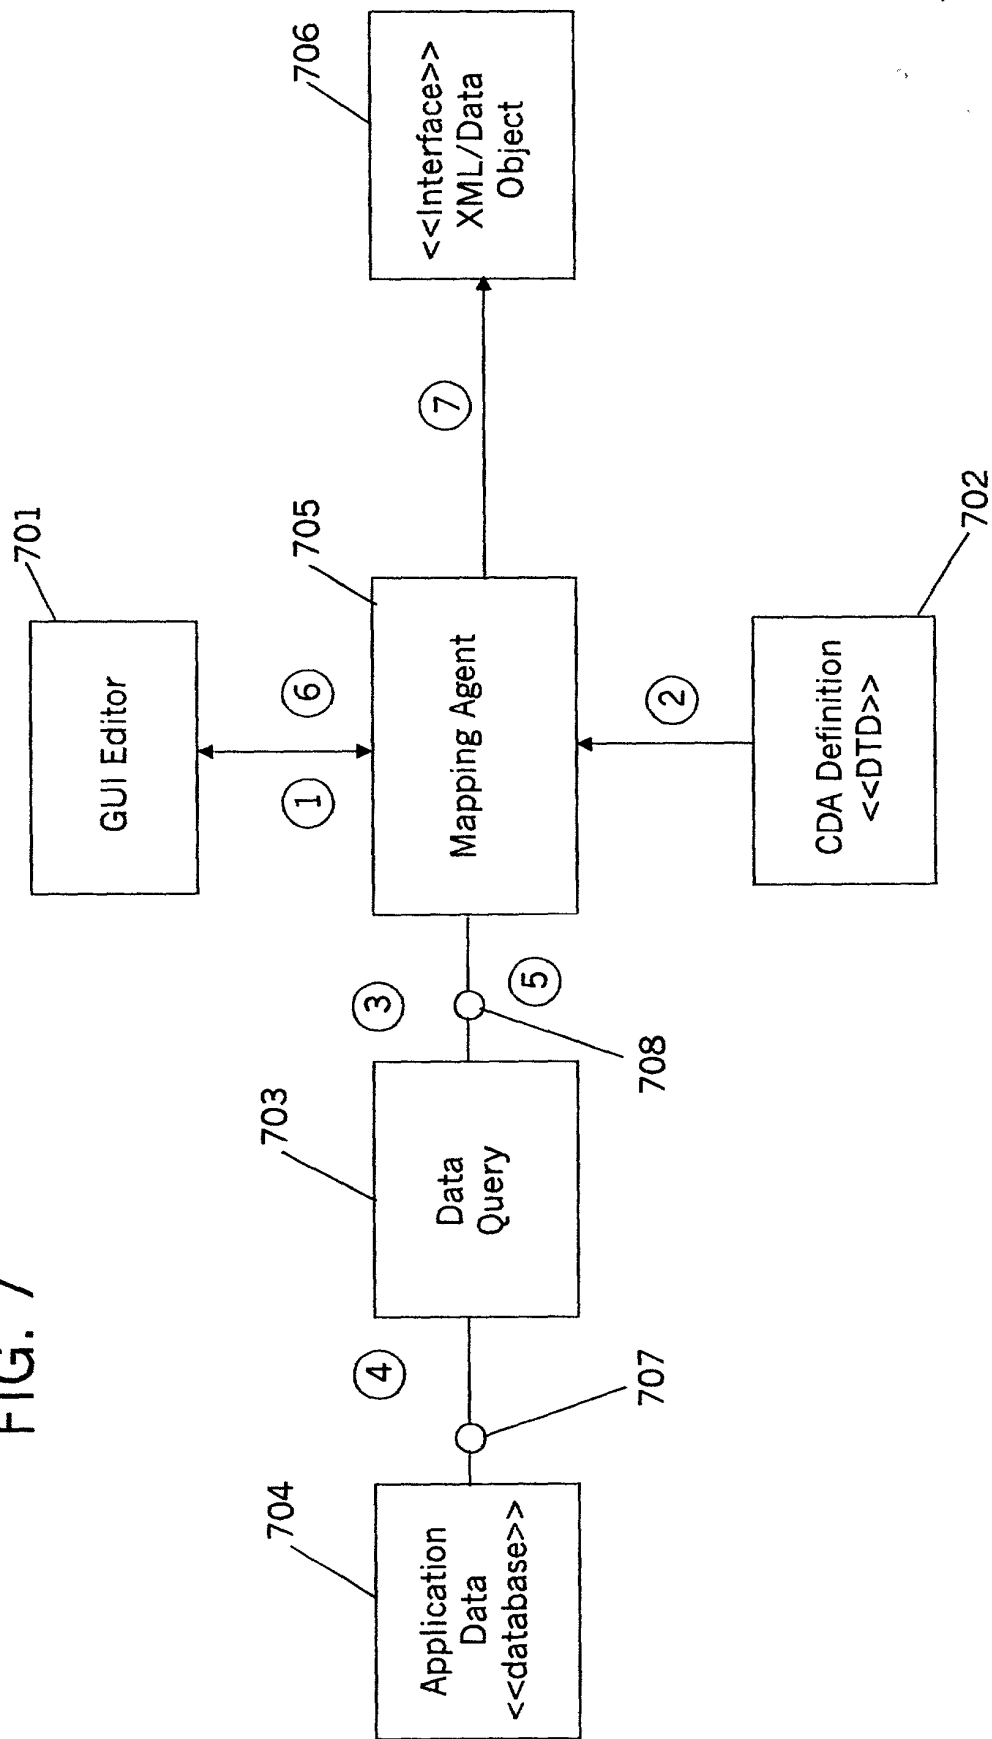 FIG. 7
701
GUI Editor
1
6
704
Application
Data
<<database>>
707
4
703
Data
Query
3
708
5
705
Mapping Agent
7
706
<<Interface>>
XML/Data
Object
2
CDA Definition
<<DTD>>
702